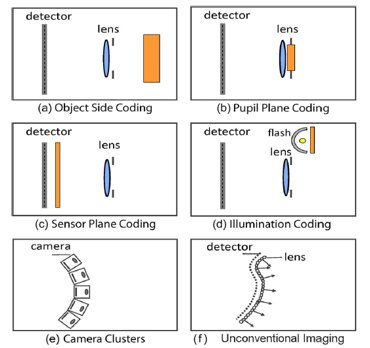 detector lens
(a) Object Side Coding
detector lens
(b) Pupil Plane Coding
detector lens
(c) Sensor Plane Coding
detector flash
lens
(d) Illumination Coding
camera
(e) Camera Clusters
detector lens
(f) Unconventional Imaging